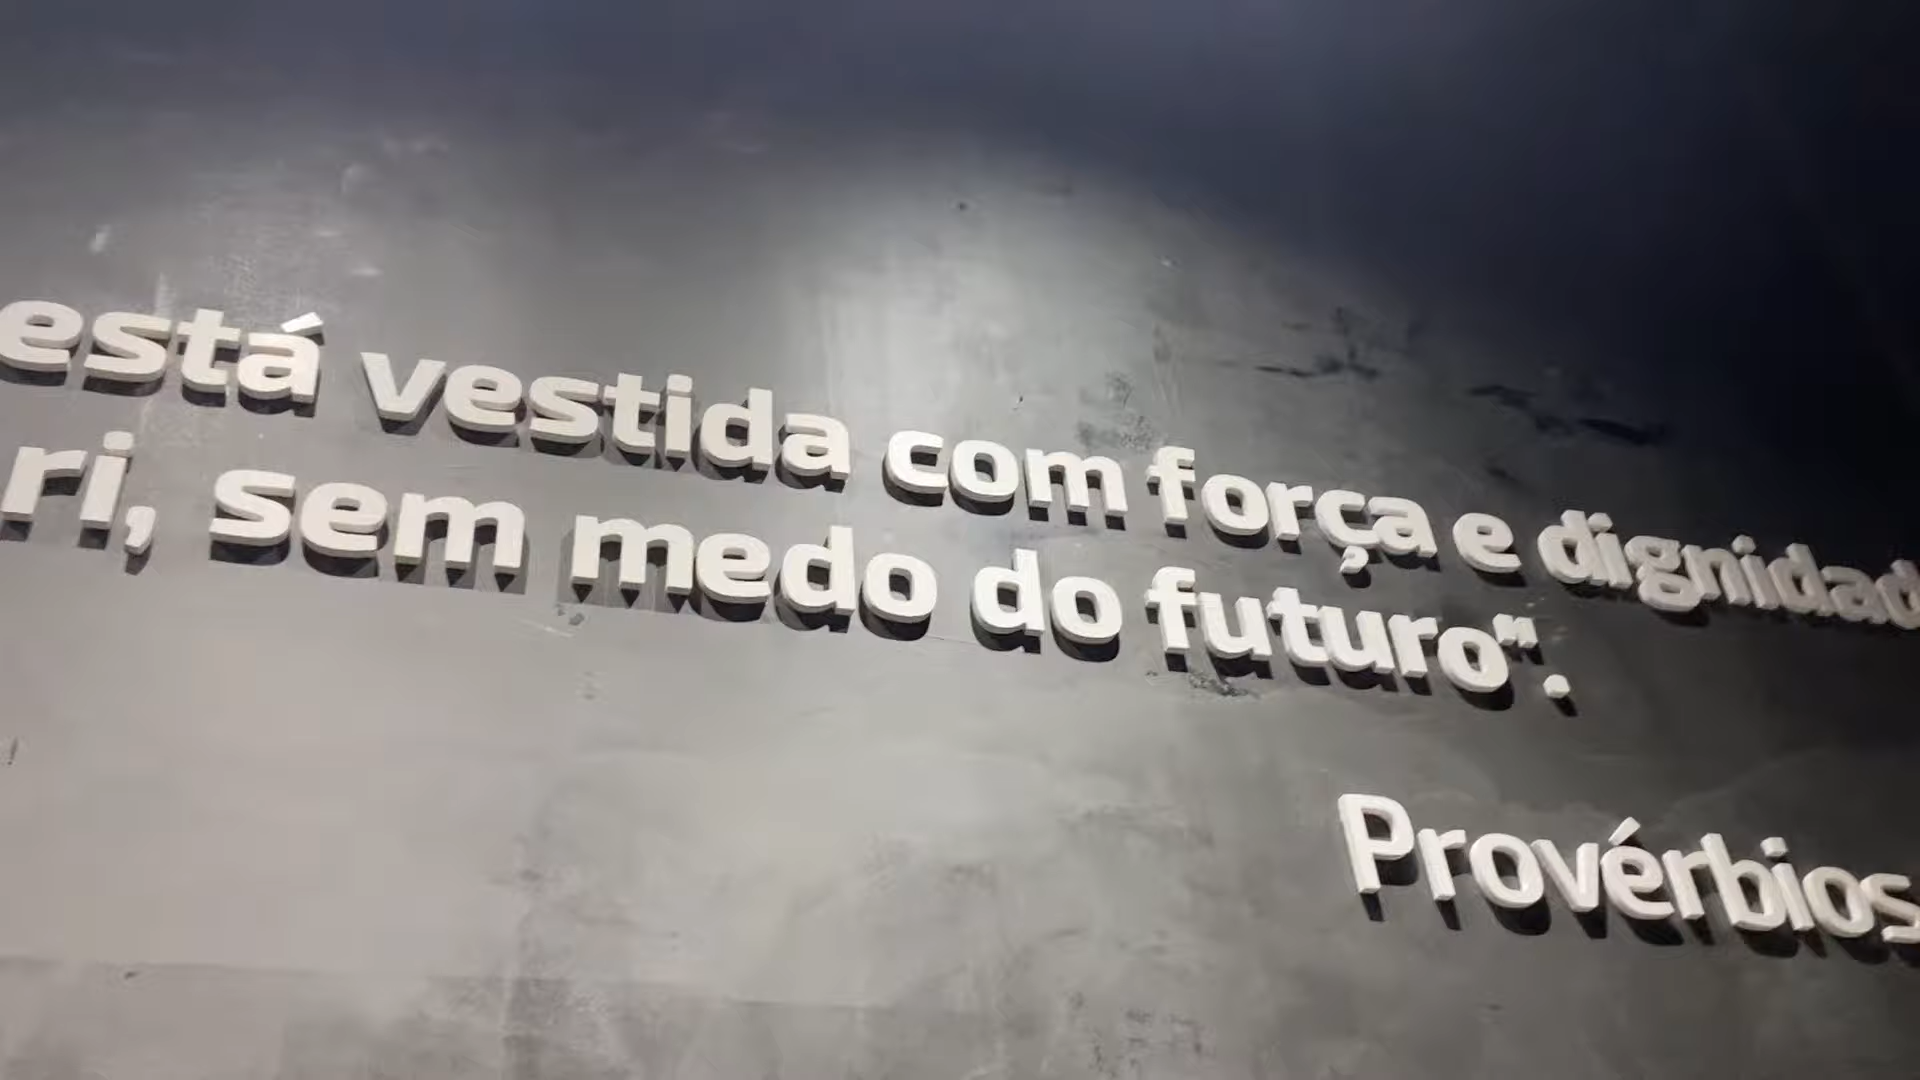 está vestida com força e dignidad
ri, sem medo do futuro".
Provérbios